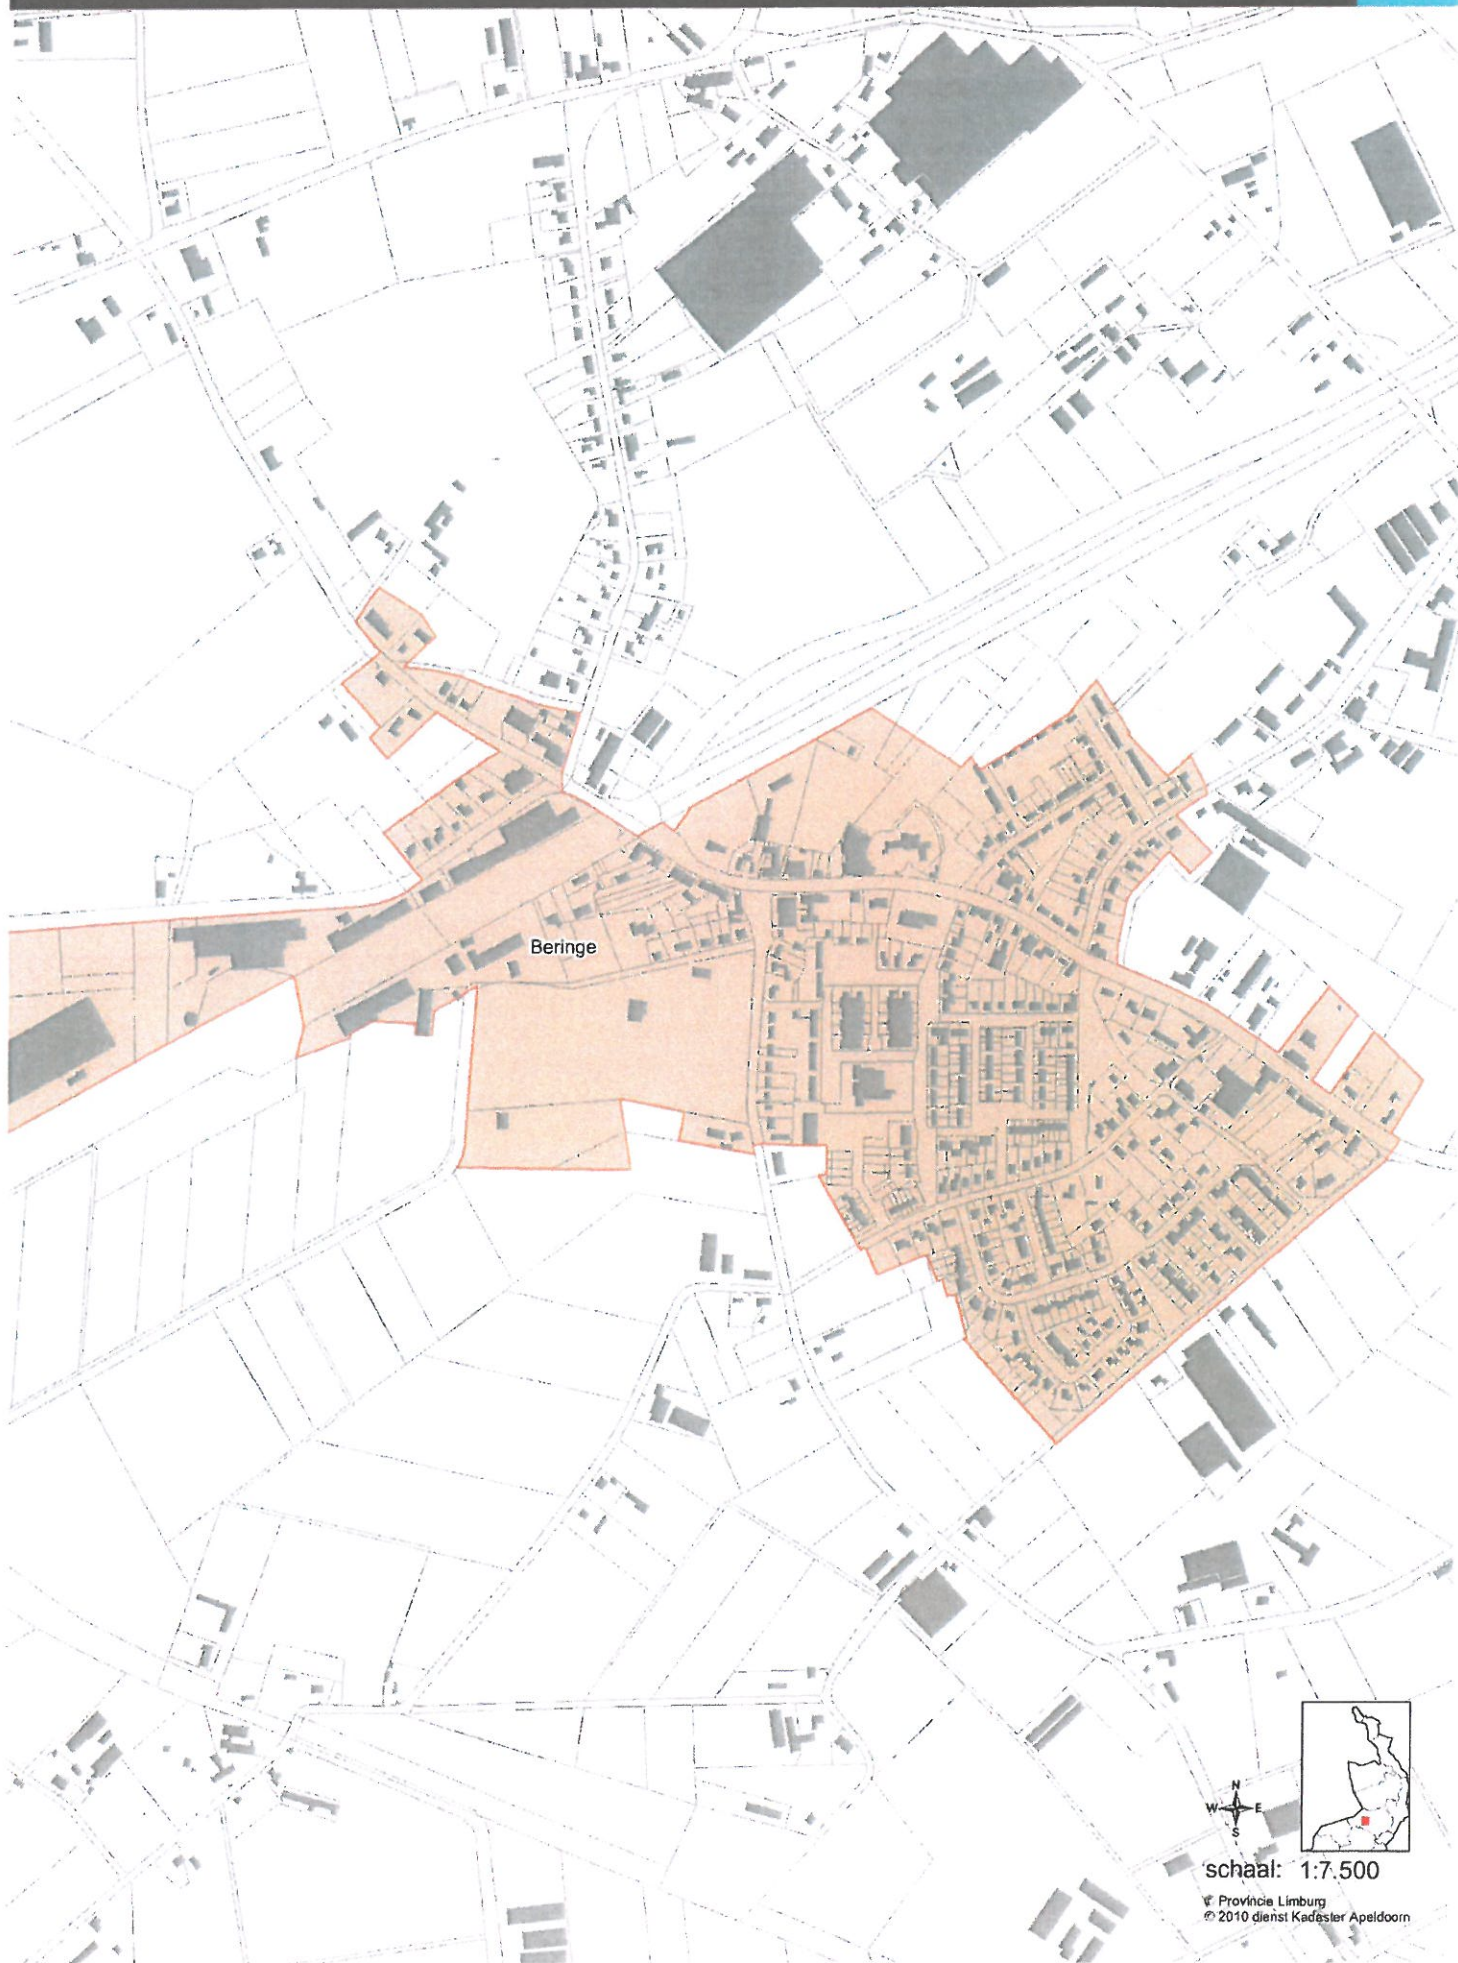 Beringe
N
W E
S
schaal: 1:7.500
© Provincie Limburg
© 2010 dienst Kadaster Apeldoorn